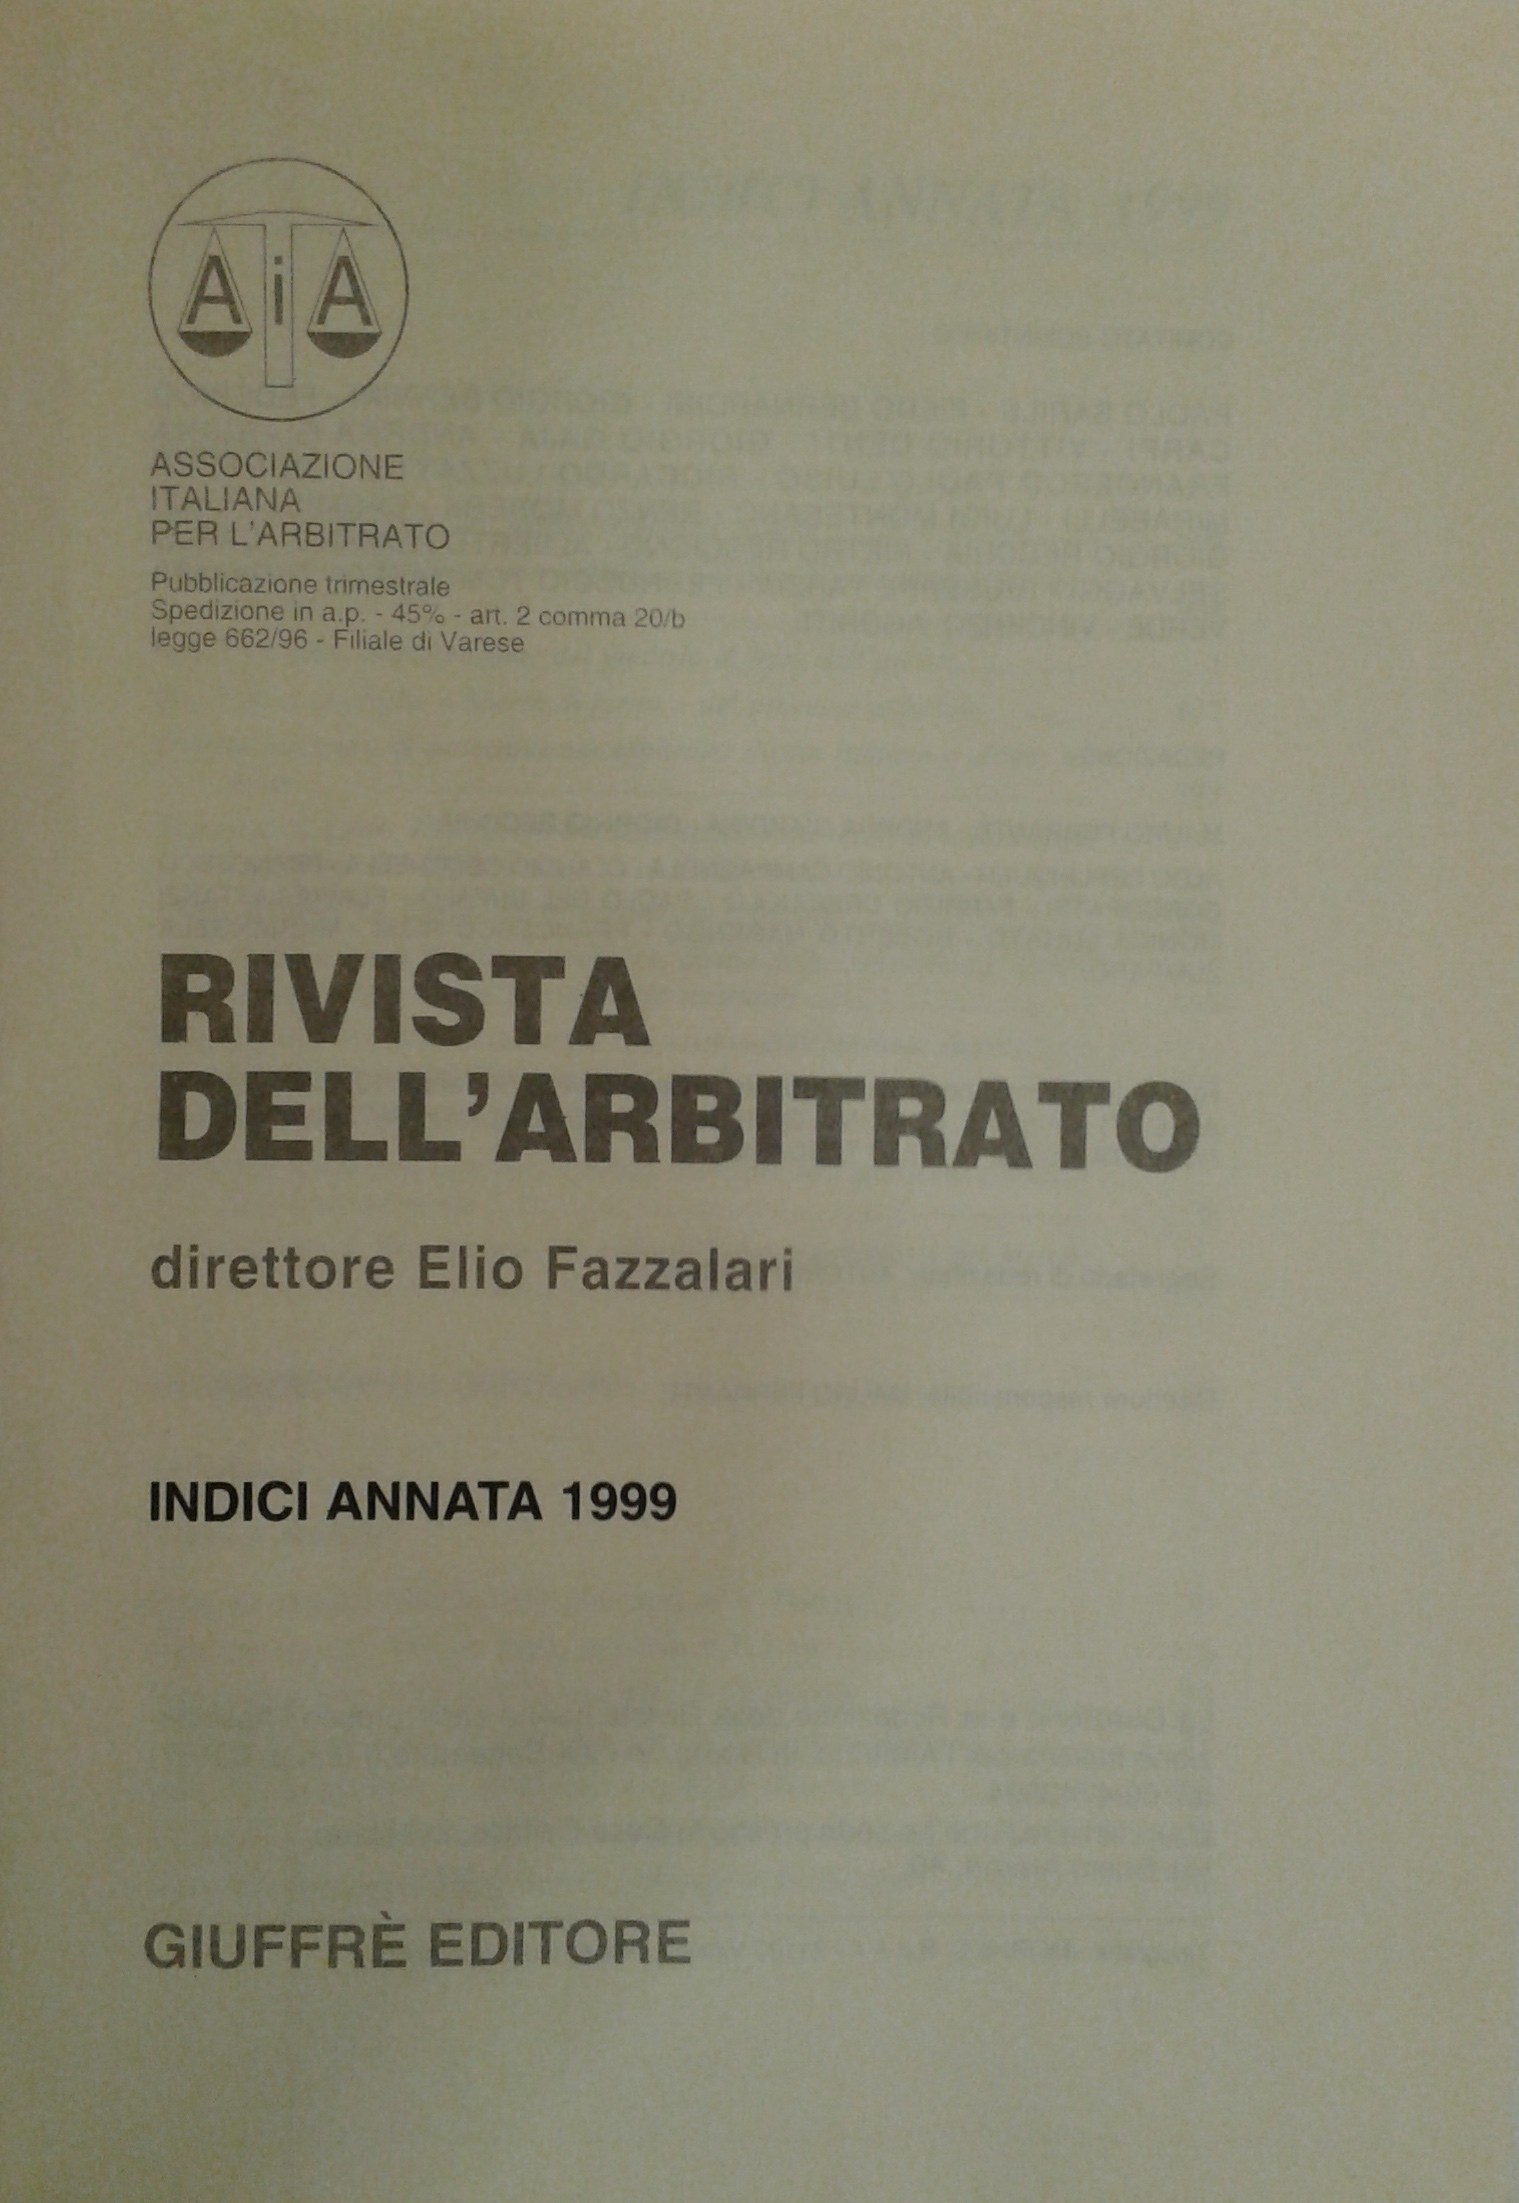 AiA
ASSOCIAZIONE
ITALIANA
PER L'ARBITRATO
Pubblicazione trimestrale
Spedizione in a.p. - 45% - art. 2 comma 20/b
legge 662/96 - Filiale di Varese
RIVISTA
DELL'ARBITRATO
direttore Elio Fazzalari
INDICI ANNATA 1999
GIUFFRÈ EDITORE